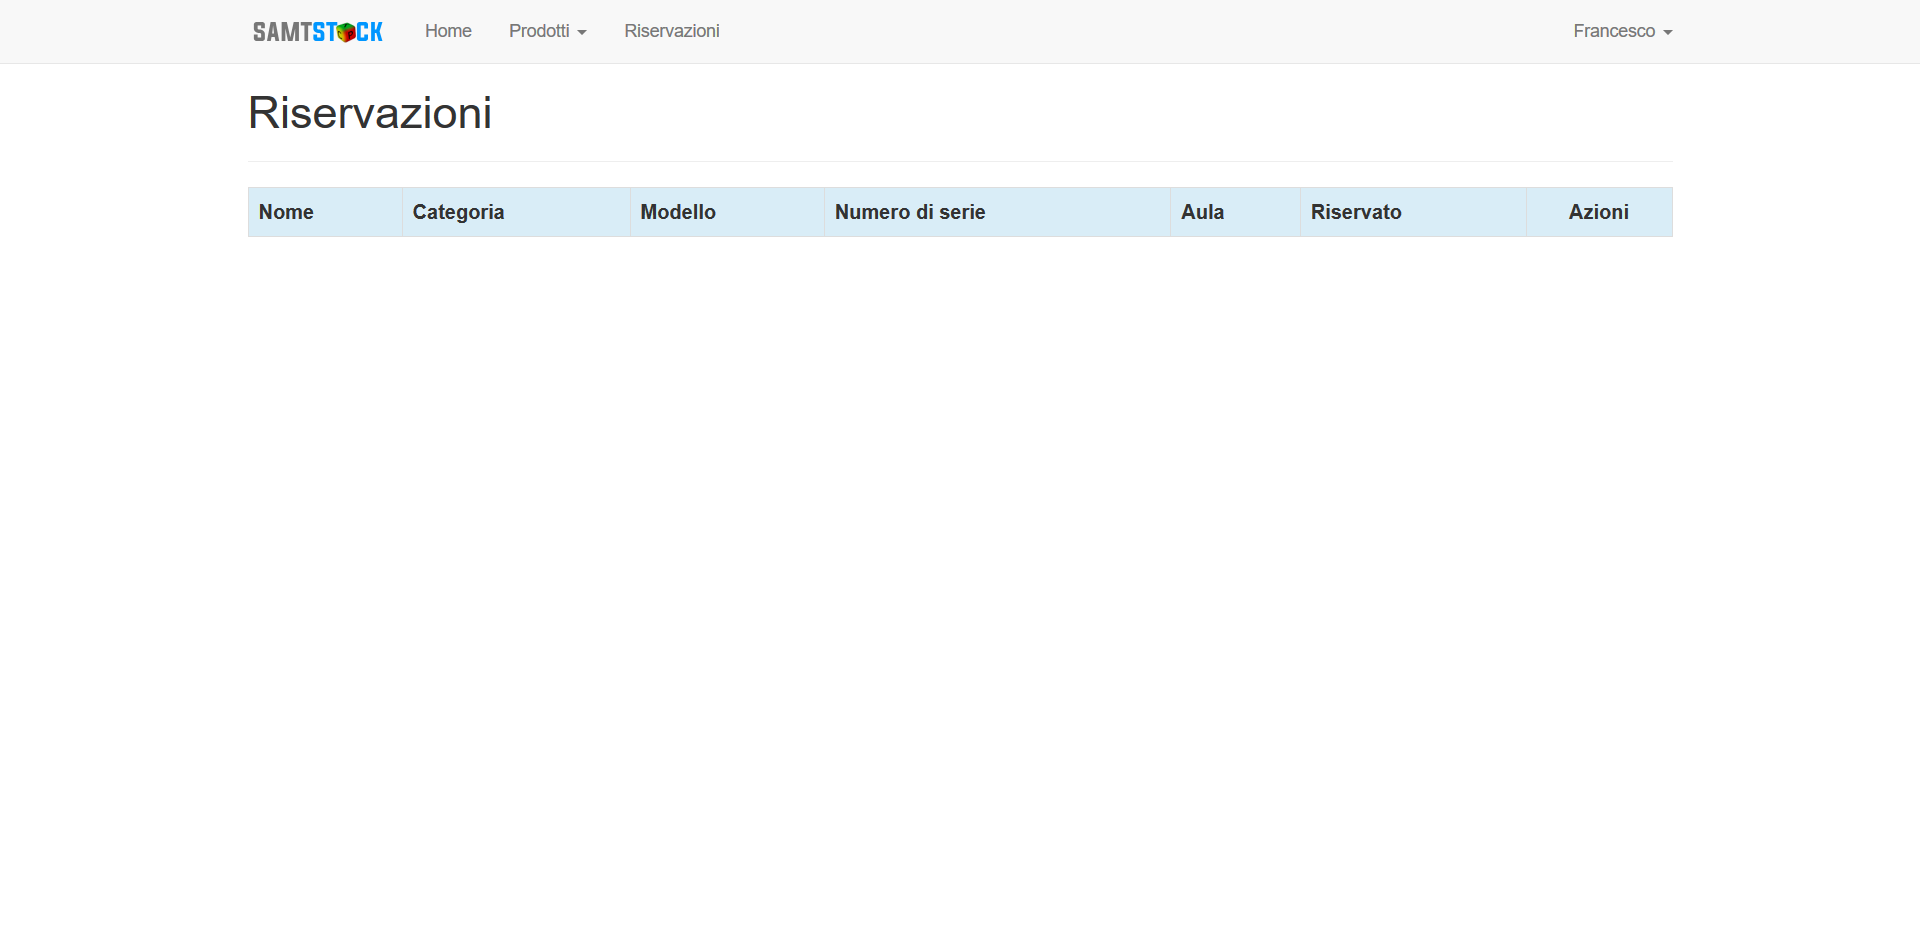 SAMTSTOCK Home Prodotti Riservazioni Francesco
Riservazioni
Nome Categoria Modello Numero di serie Aula Riservato Azioni